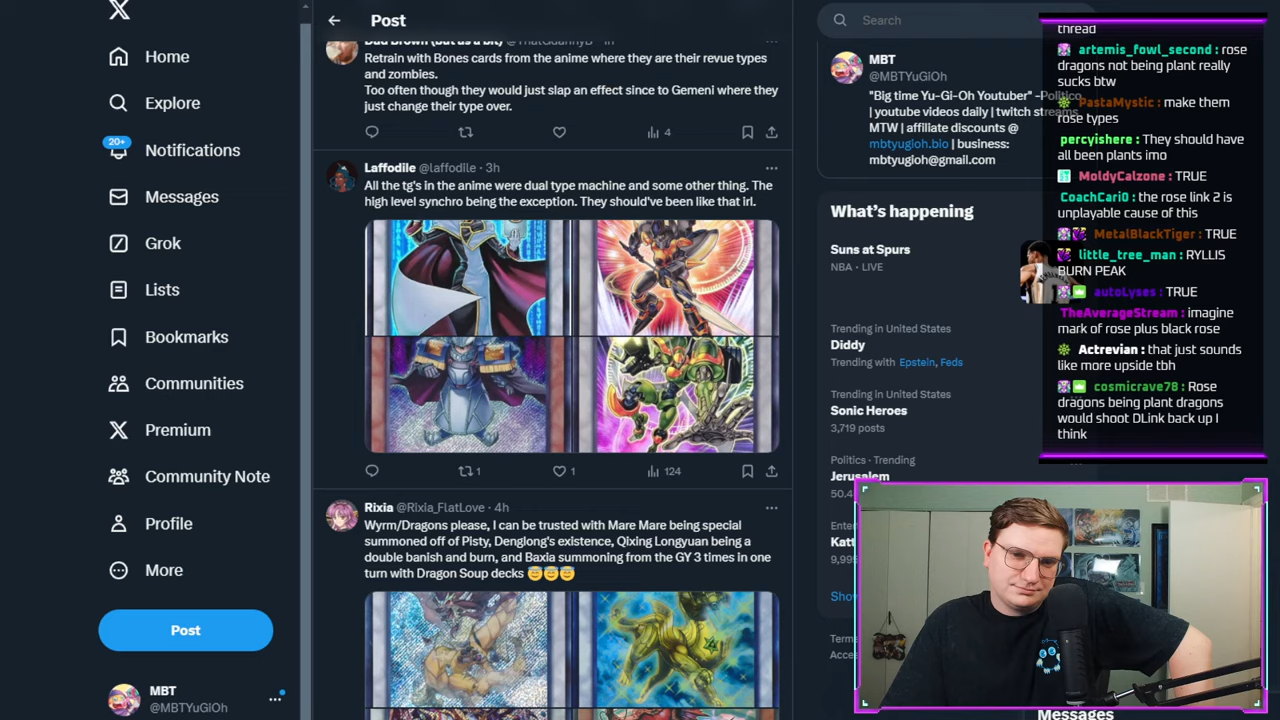 Home
Explore
20+
Notifications
Messages
Grok
Lists
Bookmarks
Communities
Premium
Community Note
Profile
More
Post
MBT
@MBTYuGiOh
Post
Retrain with Bones cards from the anime where they are their revue types
and zombies.
Too often though they would just slap an effect since to Gemeni where they
just change their type over.
4
Laffodile @laffodile · 3h
All the tg's in the anime were dual type machine and some other thing. The
high level synchro being the exception. They should've been like that irl.
1
1
124
Rixia @Rixia_FlatLove · 4h
Wyrm/Dragons please, I can be trusted with Mare Mare being special
summoned off of Pisty, Denglong's existence, Qixing Longyuan being a
double banish and burn, and Baxia summoning from the GY 3 times in one
turn with Dragon Soup decks 😇😇😇
Search
MBT
@MBTYuGiOh
"Big time Yu-Gi-Oh Youtuber" -Politico
| youtube videos daily | twitch streams
MTW | affiliate discounts @
mbtyugioh.bio | business:
mbtyugioh@gmail.com
What's happening
Suns at Spurs
NBA · LIVE
Trending in United States
Diddy
Trending with Epstein, Feds
Trending in United States
Sonic Heroes
3,719 posts
Politics · Trending
Jerusalem
50.4
Kat
Messages
thread
artemis_fowl_second : rose
dragons not being plant really
sucks btw
PastaMystic : make them
rose types
percyishere : They should have
all been plants imo
MoldyCalzone : TRUE
CoachCari0 : the rose link 2 is
unplayable cause of this
MetalBlackTiger : TRUE
little_tree_man : RYLLIS
BURN PEAK
autoLyses : TRUE
TheAverageStream : imagine
mark of rose plus black rose
Actrevian : that just sounds
like more upside tbh
cosmicrave78 : Rose
dragons being plant dragons
would shoot DLink back up I
think